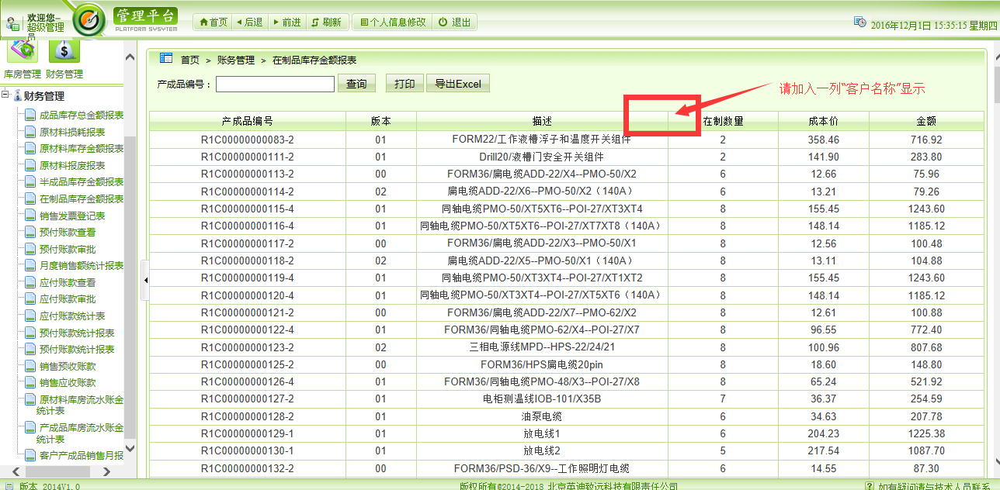 欢迎您-
超级管理
员
管理平台
PLATFORM SYSYTEM
首页 后退 前进 刷新 个人信息修改 退出
2016年12月1日 15:35:15 星期四
库房管理 财务管理
财务管理
成品库存总金额报表
原材料损耗报表
原材料库存金额报表
原材料报废报表
半成品库存金额报表
在制品库存金额报表
销售发票登记表
预付账款查看
预付账款审批
月度销售额统计报表
应付账款查看
应付账款审批
应付账款统计表
预付账款统计报表
预付账款统计报表
销售预收账款
销售应收账款
原材料库房流水账金
统计表
产成品库房流水账金
统计表
客户产成品销售月报
首页 > 账务管理 > 在制品库存金额报表
产成品编号: 查询 打印 导出Excel
请加入一列“客户名称”显示
产成品编号 版本 描述 在制数量 成本价 金额
R1C00000000083-2 01 FORM22/工作液槽浮子和温度开关组件 2 358.46 716.92
R1C00000000111-2 01 Drill20/液槽门安全开关组件 2 141.90 283.80
R1C00000000113-2 00 FORM36/扁电缆ADD-22/X4--PMO-50/X2 6 12.66 75.96
R1C00000000114-2 02 扁电缆ADD-22/X6--PMO-50/X2（140A） 6 13.21 79.26
R1C00000000115-4 01 同轴电缆PMO-50/XT5XT6--POI-27/XT3XT4 8 155.45 1243.60
R1C00000000116-4 01 同轴电缆PMO-50/XT5XT6--POI-27/XT7XT8（140A） 8 148.14 1185.12
R1C00000000117-2 00 FORM36/扁电缆ADD-22/X3--PMO-50/X1 8 12.56 100.48
R1C00000000118-2 02 扁电缆ADD-22/X5--PMO-50/X1（140A） 8 13.11 104.88
R1C00000000119-4 01 同轴电缆PMO-50/XT3XT4--POI-27/XT1XT2 8 155.45 1243.60
R1C00000000120-4 01 同轴电缆PMO-50/XT3XT4--POI-27/XT5XT6（140A） 8 148.14 1185.12
R1C00000000121-2 00 FORM36/扁电缆ADD-22/X7--PMO-62/X2 8 12.61 100.88
R1C00000000122-4 01 FORM36/同轴电缆PMO-62/X4--POI-27/X7 8 96.55 772.40
R1C00000000123-2 02 三相电源线MPD--HPS-22/24/21 8 100.96 807.68
R1C00000000125-2 00 FORM36/HPS扁电缆20pin 8 18.60 148.80
R1C00000000126-4 01 FORM36/同轴电缆PMO-48/X3--POI-27/X8 8 65.24 521.92
R1C00000000127-2 01 电柜测温线IOB-101/X35B 7 36.37 254.59
R1C00000000128-2 01 油泵电缆 6 34.63 207.78
R1C00000000129-1 01 放电线1 6 204.23 1225.38
R1C00000000130-1 01 放电线2 5 217.54 1087.70
R1C00000000132-2 00 FORM36/PSD-36/X9--工作照明灯电缆 6 14.55 87.30
版本 2014V1.0 版权所有©2014-2018 北京英迪致远科技有限责任公司 如有疑问请与技术人员联系